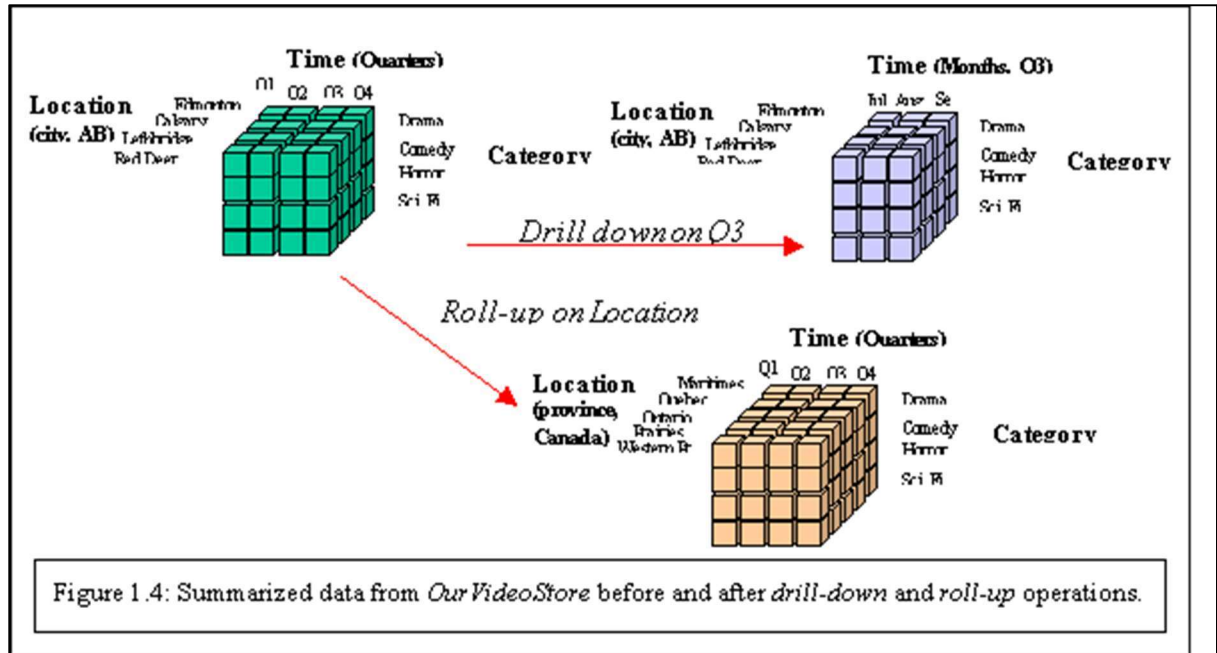 Time (Quarters)
Q1 Q2 Q3 Q4
Location
(city, AB)
Edmonton
Calgary
Lethbridge
Red Deer
Drama
Comedy
Horror
Sci. Fi.
Category
Time (Months, Q3)
Jul Aug Se
Location
(city, AB)
Edmonton
Calgary
Lethbridge
Red Deer
Drama
Comedy
Horror
Sci. Fi.
Category
Drill down on Q3
Roll-up on Location
Time (Quarters)
Q1 Q2 Q3 Q4
Location
(province,
Canada)
Maritimes
Quebec
Ontario
Prairies
Western Pr
Drama
Comedy
Horror
Sci. Fi.
Category
Figure 1.4: Summarized data from OurVideoStore before and after drill-down and roll-up operations.